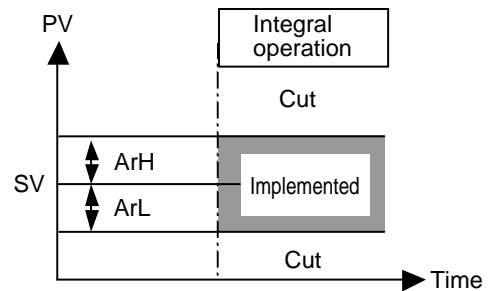 PV
Integral
operation
Cut
ArH
SV
Implemented
ArL
Cut
Time